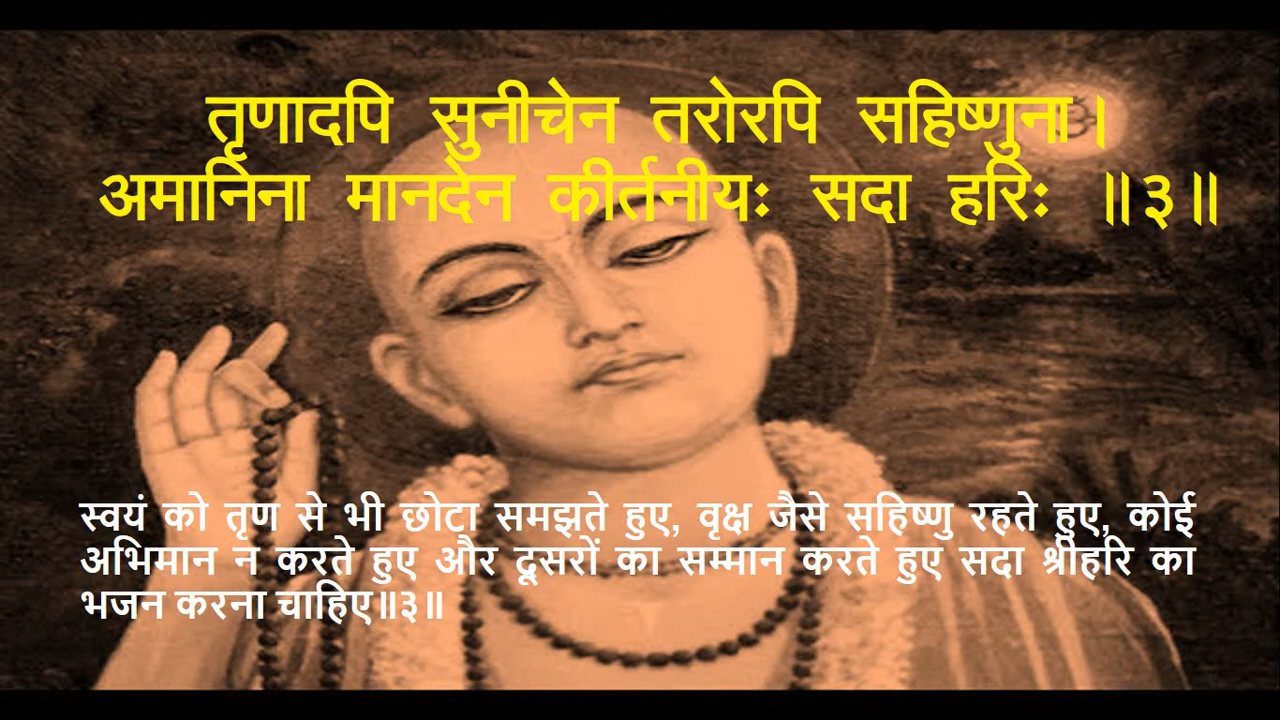 तृणादपि सुनीचेन तरोरपि सहिष्णुना।
अमानिना मानदेन कीर्तनीयः सदा हरिः ॥३॥
स्वयं को तृण से भी छोटा समझते हुए, वृक्ष जैसे सहिष्णु रहते हुए, कोई
अभिमान न करते हुए और दूसरों का सम्मान करते हुए सदा श्रीहरि का
भजन करना चाहिए॥३॥